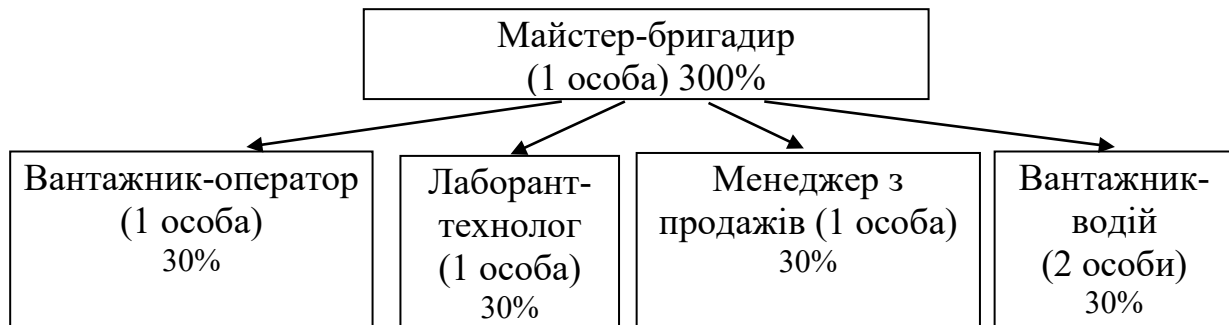 Майстер-бригадир
(1 особа) 300%
Вантажник-оператор
(1 особа)
30%
Лаборант-
технолог
(1 особа)
30%
Менеджер з
продажів (1 особа)
30%
Вантажник-
водій
(2 особи)
30%